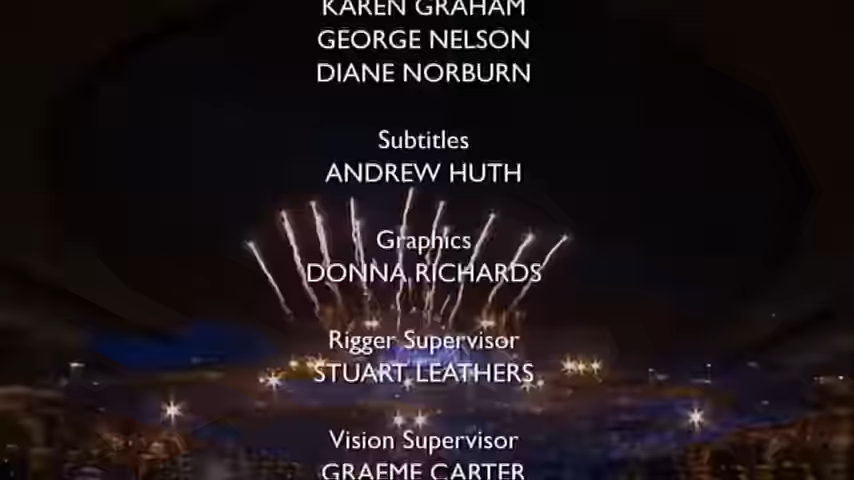 KAREN GRAHAM
GEORGE NELSON
DIANE NORBURN
Subtitles
ANDREW HUTH
Graphics
DONNA RICHARDS
Rigger Supervisor
STUART LEATHERS
Vision Supervisor
GRAEME CARTER